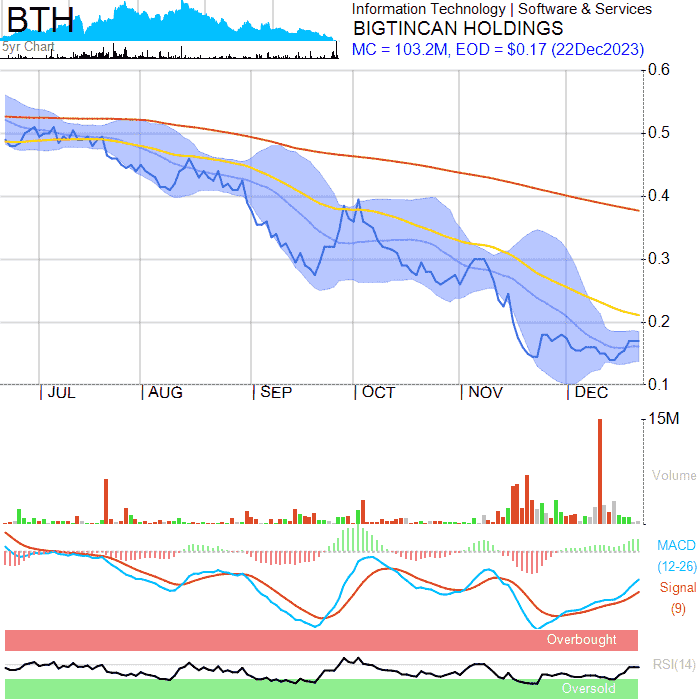 BTH
5yr Chart
Information Technology | Software & Services
BIGTINCAN HOLDINGS
MC = 103.2M, EOD = $0.17 (22Dec2023)
0.6
0.5
0.4
0.3
0.2
0.1
JUL AUG SEP OCT NOV DEC
15M
Volume
MACD
(12-26)
Signal
(9)
Overbought
RSI(14)
Oversold